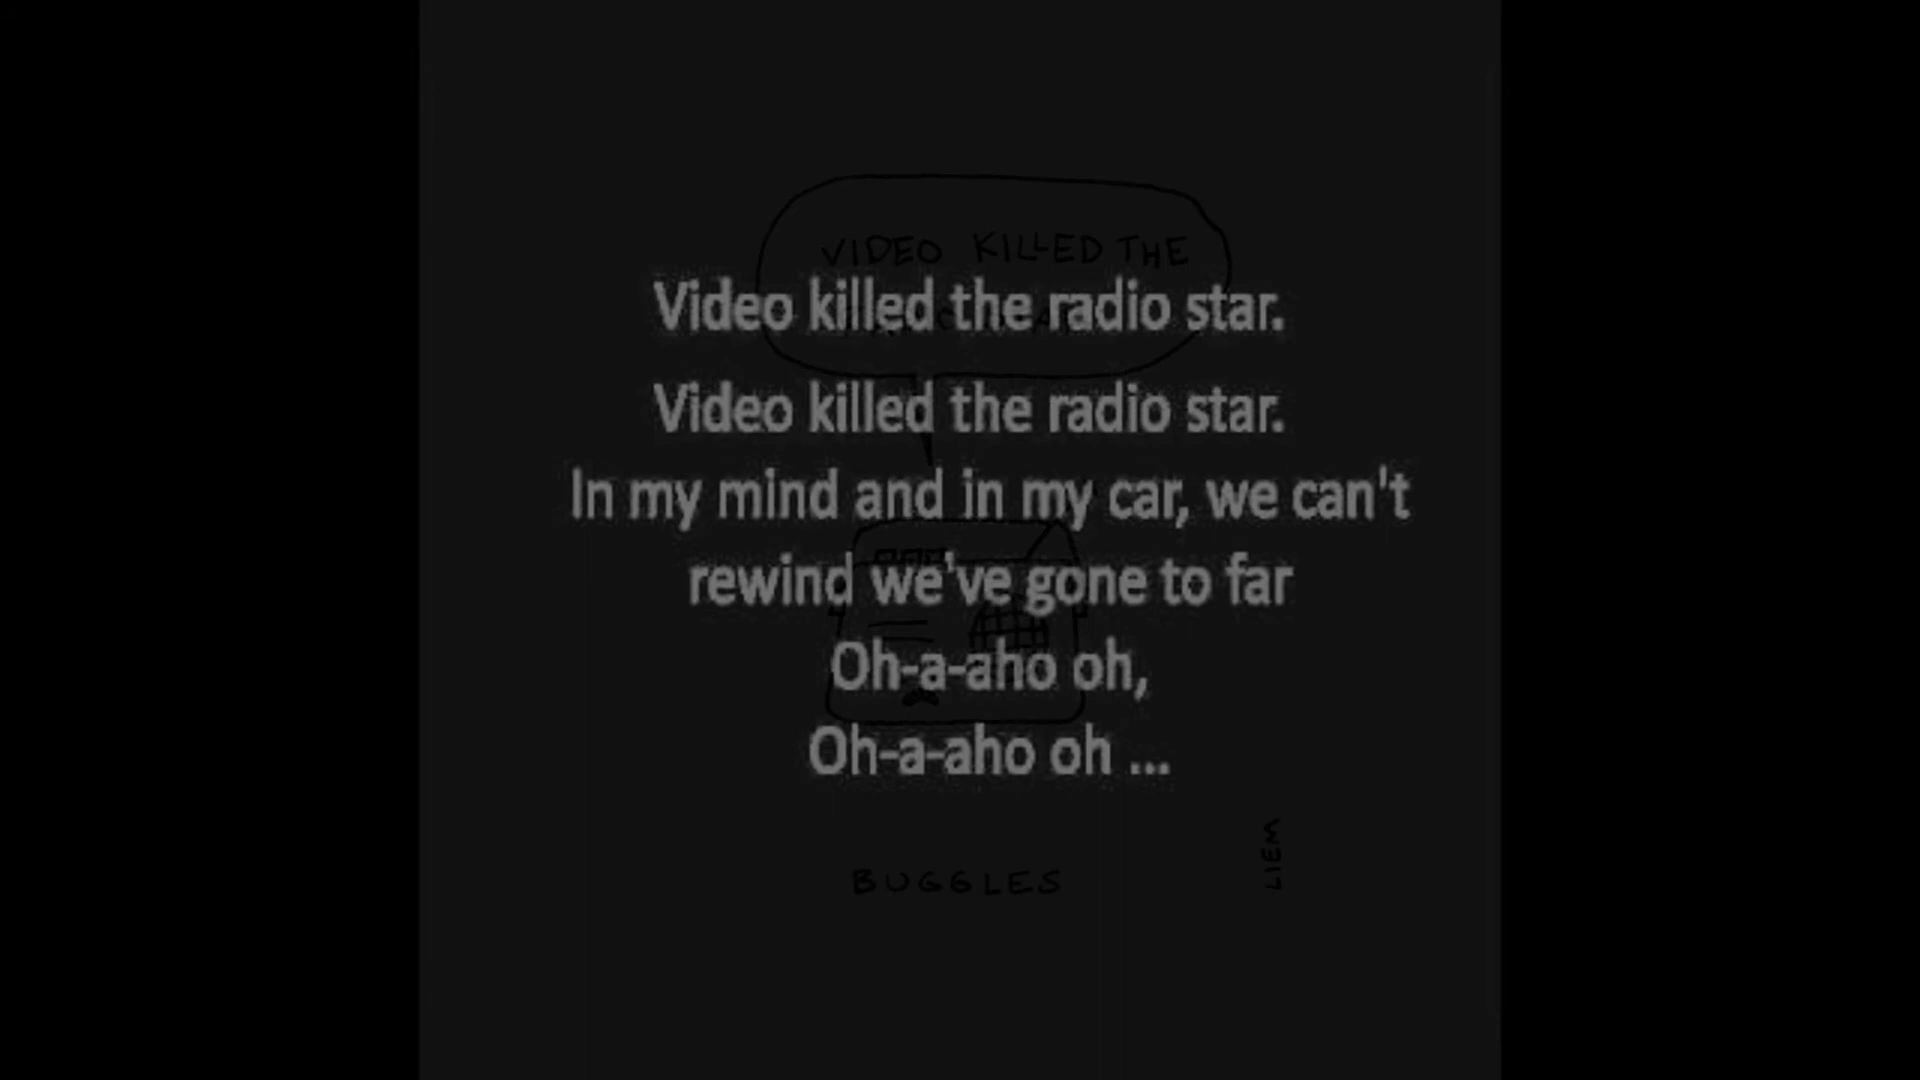 VIDEO KILLED THE
Video killed the radio star.
Video killed the radio star.
In my mind and in my car, we can't
rewind we've gone to far
Oh-a-aho oh,
Oh-a-aho oh ...
BUGGLES
LIEM